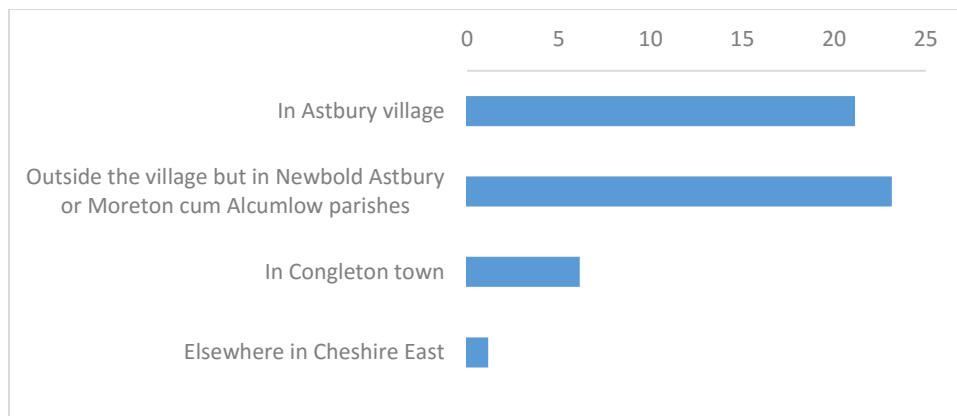 0 5 10 15 20 25
In Astbury village
Outside the village but in Newbold Astbury
or Moreton cum Alcumlow parishes
In Congleton town
Elsewhere in Cheshire East